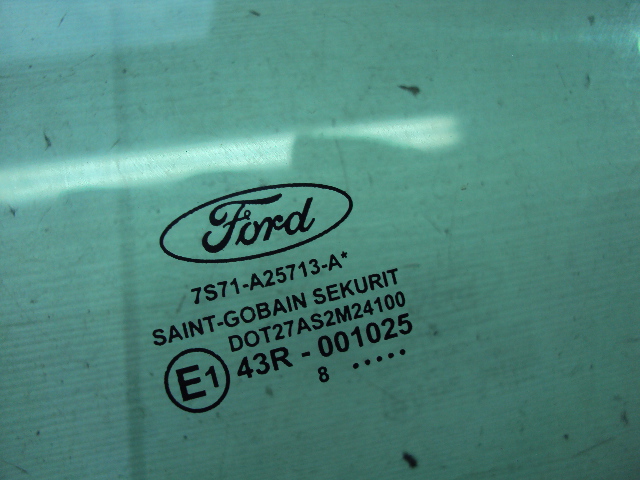 Ford
7S71-A25713-A*
SAINT-GOBAIN SEKURIT
DOT27AS2M24100
E1 43R - 001025
8 .....